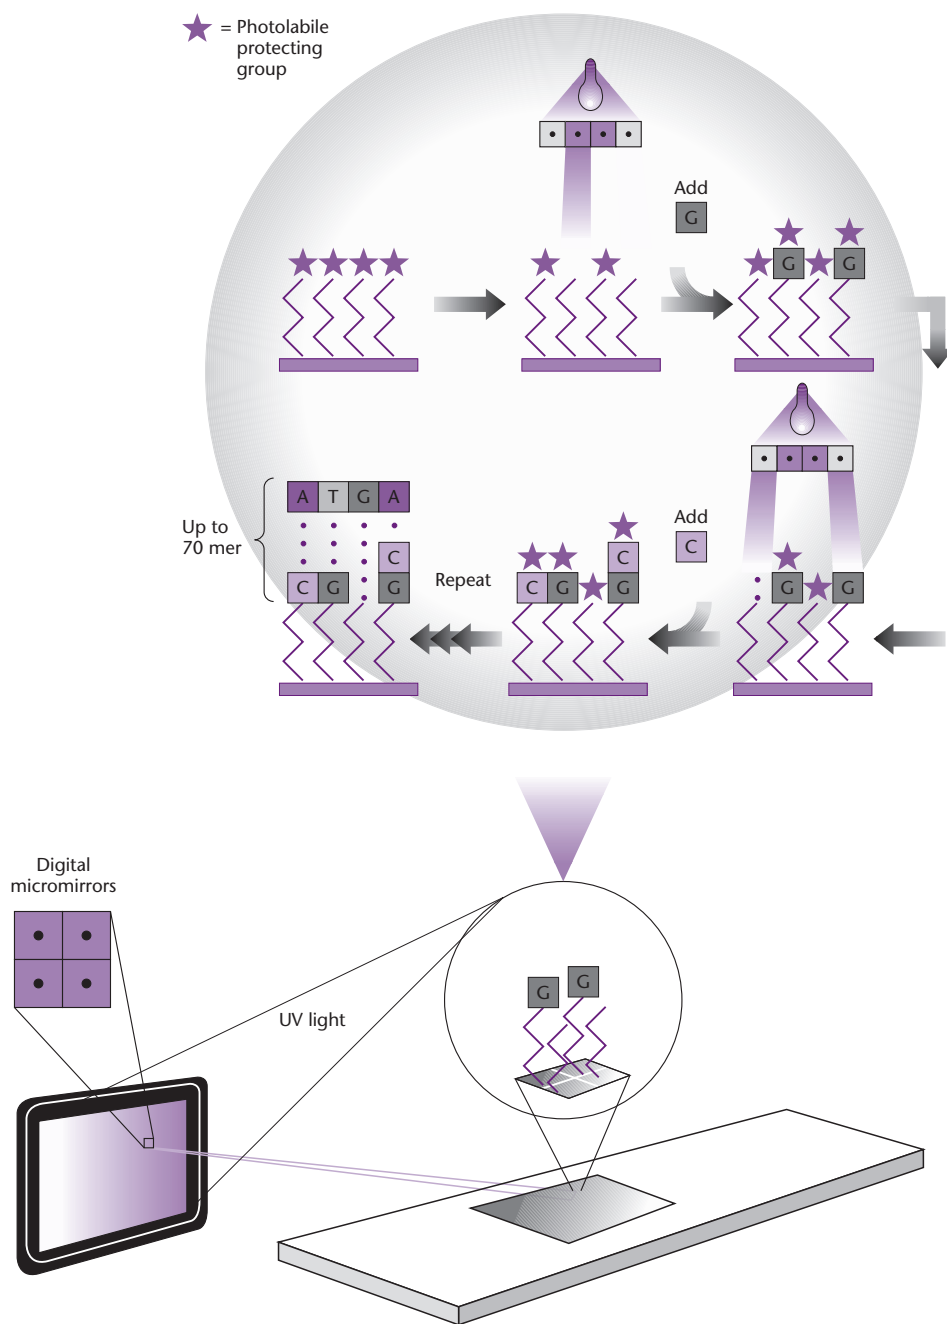 = Photolabile
protecting
group
Add
G
G G
A T G A
Up to
70 mer
C
C G G
Repeat
C
C G G
Add
C
G G
Digital
micromirrors
UV light
G G